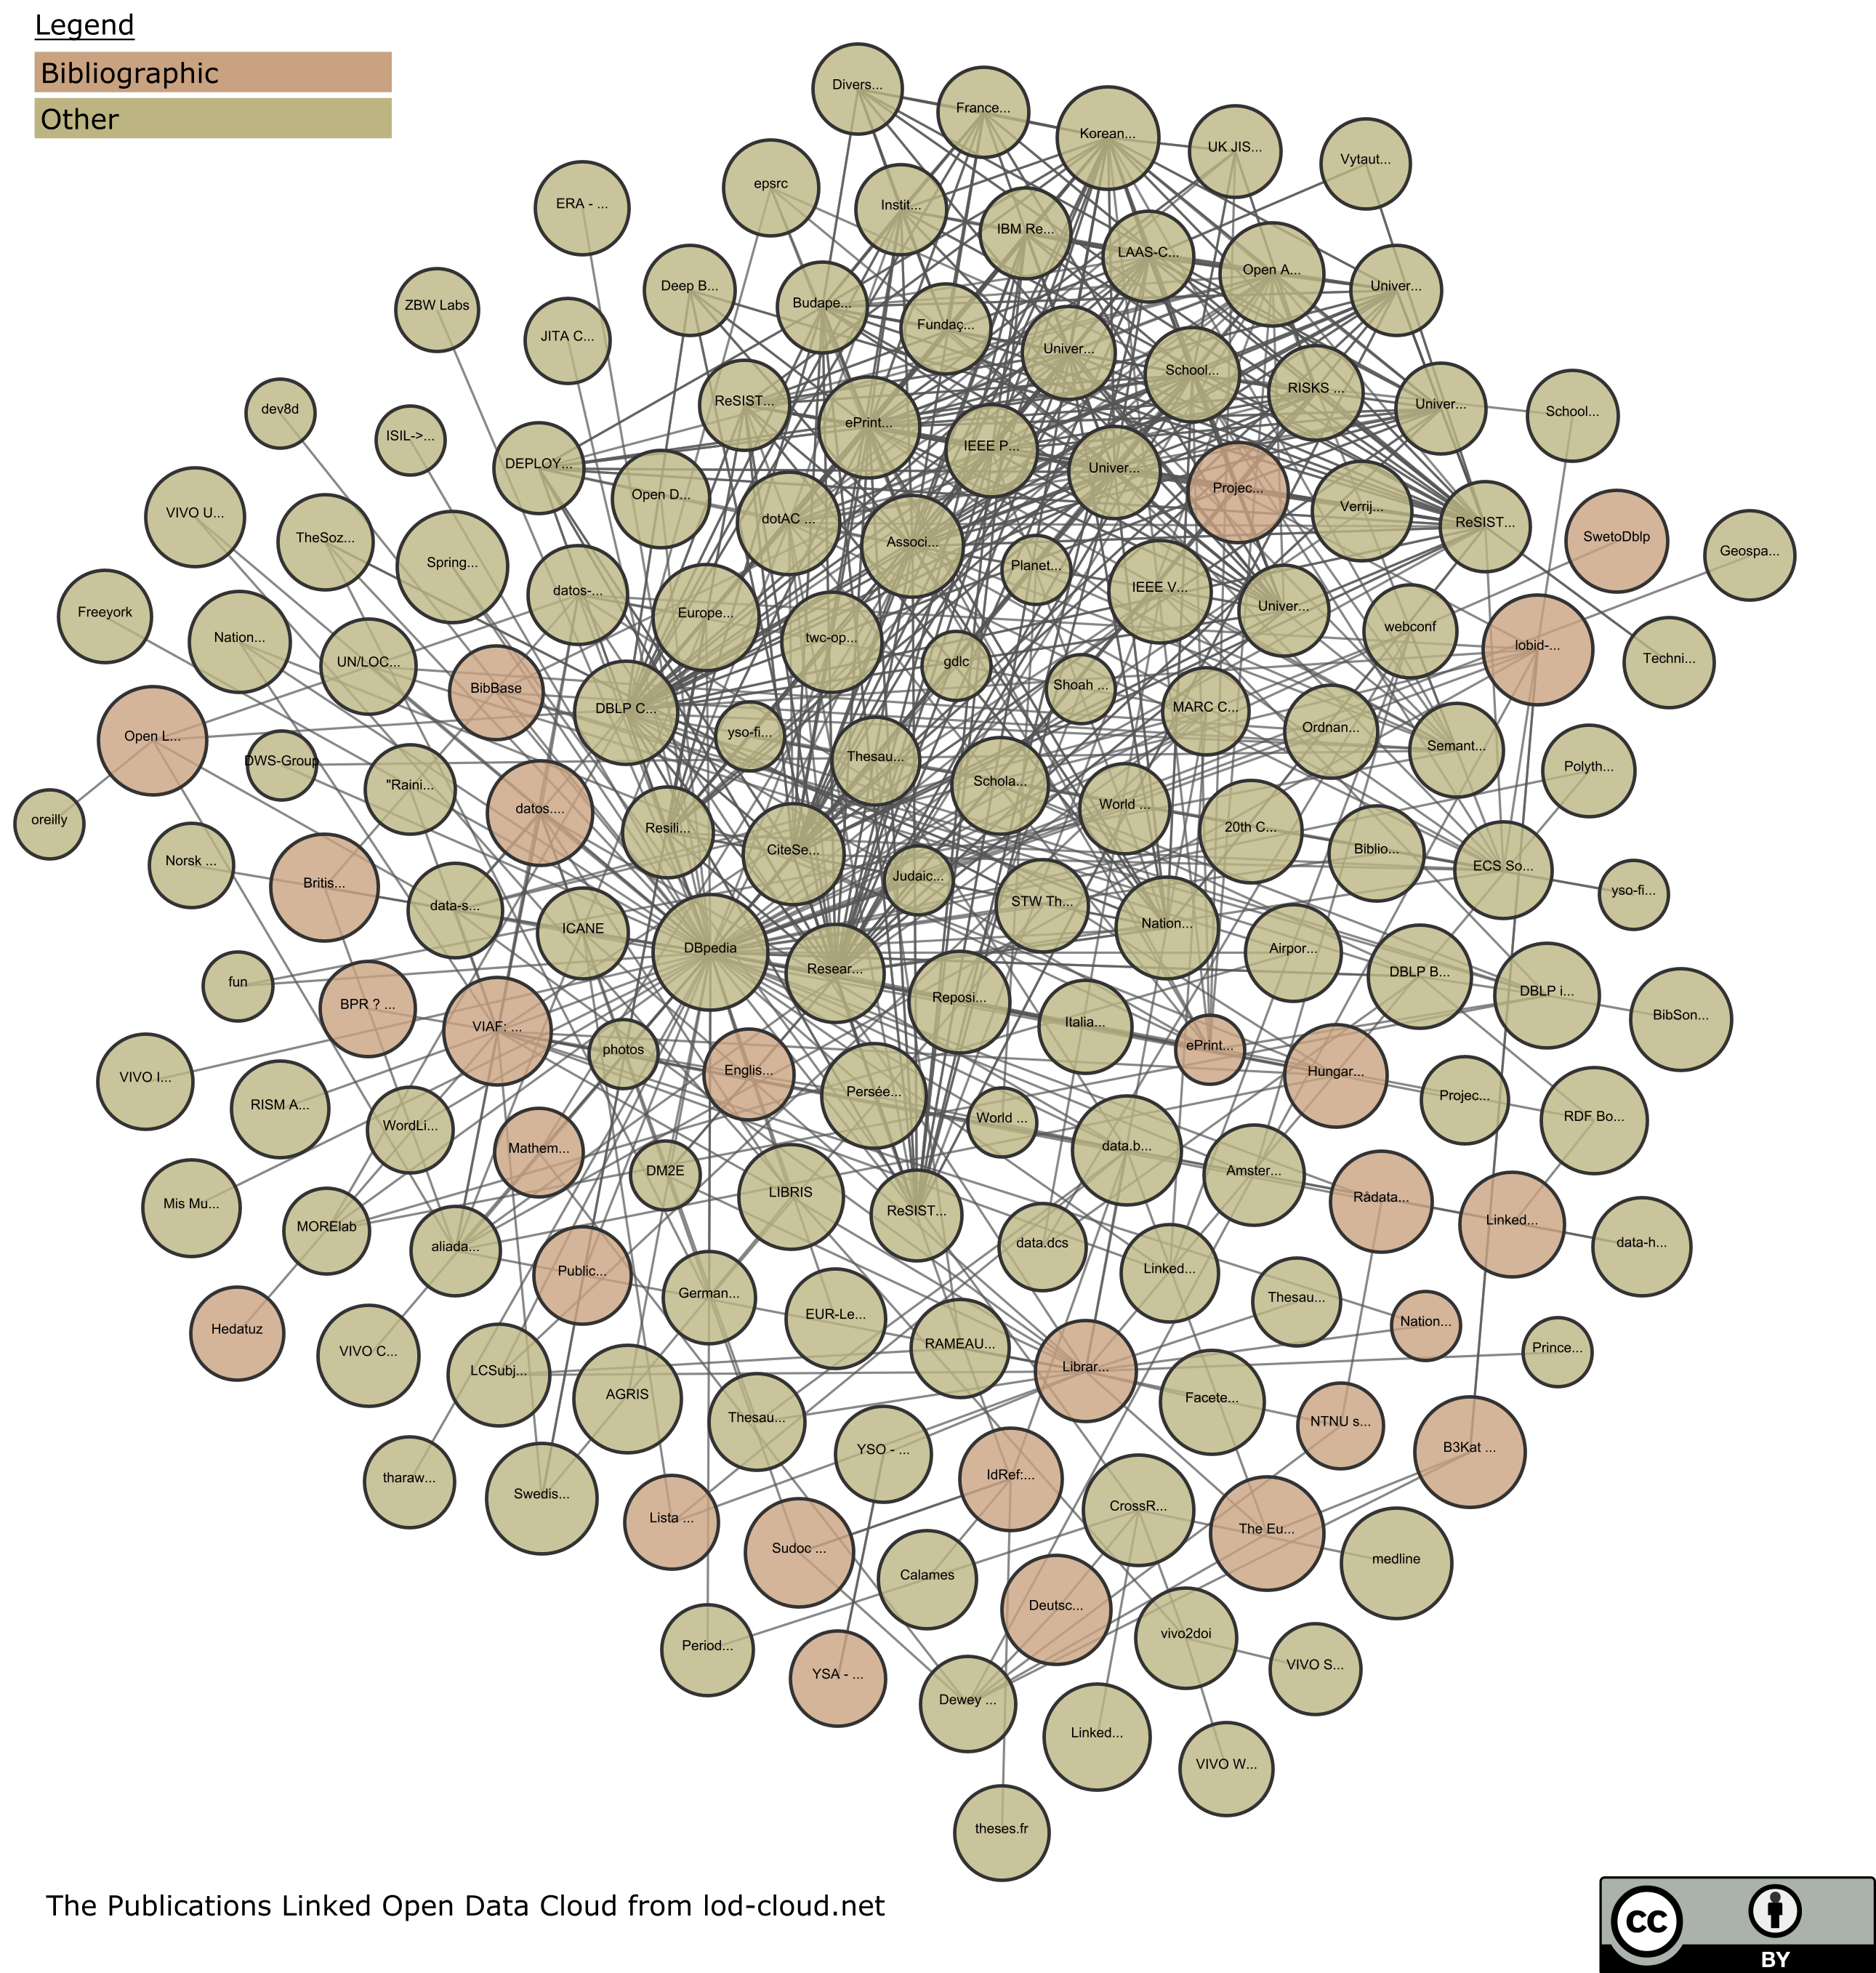 Legend
Bibliographic
Other
Divers...
France...
Korean...
UK JIS...
Vytaut...
epsrc
ERA - ...
Instit...
IBM Re...
LAAS-C...
Open A...
Univer...
Deep B...
ZBW Labs
Budape...
JITA C...
Fundaç...
Univer...
School...
RISKS ...
Univer...
School...
ReSIST...
dev8d
ISIL->...
ePrint...
IEEE P...
DEPLOY...
Univer...
Projec...
Open D...
Verrij...
VIVO U...
dotAC ...
ReSIST...
TheSoz...
SwetoDblp
Associ...
Geospa...
Spring...
Planet...
IEEE V...
datos-...
Freeyork
Europe...
Univer...
Nation...
twc-op...
webconf
lobid-...
UN/LOC...
gdlc
Techni...
BibBase
Shoah ...
DBLP C...
MARC C...
Open L...
yso-fi...
Ordnan...
Semant...
DWS-Group
Thesau...
Polyth...
"Raini...
Schola...
World ...
datos....
oreilly
Resili...
20th C...
CiteSe...
Biblio...
Norsk ...
ECS So...
Britis...
Judaic...
yso-fi...
data-s...
STW Th...
ICANE
Nation...
DBpedia
Airpor...
Resear...
DBLP B...
fun
Reposi...
DBLP i...
BPR ? ...
BibSon...
VIAF: ...
Italia...
photos
ePrint...
VIVO I...
Englis...
Hungar...
Persée...
Projec...
RISM A...
RDF Bo...
World ...
WordLi...
Mathem...
data.b...
DM2E
Amster...
LIBRIS
Rådata...
Mis Mu...
ReSIST...
Linked...
MORElab
data.dcs
data-h...
aliada...
Linked...
Public...
German...
Thesau...
EUR-Le...
Nation...
Hedatuz
RAMEAU...
Prince...
VIVO C...
Librar...
LCSubj...
AGRIS
Facete...
Thesau...
NTNU s...
YSO - ...
B3Kat ...
tharaw...
IdRef:...
Swedis...
CrossR...
Lista ...
The Eu...
Sudoc ...
medline
Calames
Deutsc...
vivo2doi
Period...
VIVO S...
YSA - ...
Dewey ...
Linked...
VIVO W...
theses.fr
The Publications Linked Open Data Cloud from lod-cloud.net
cc
BY